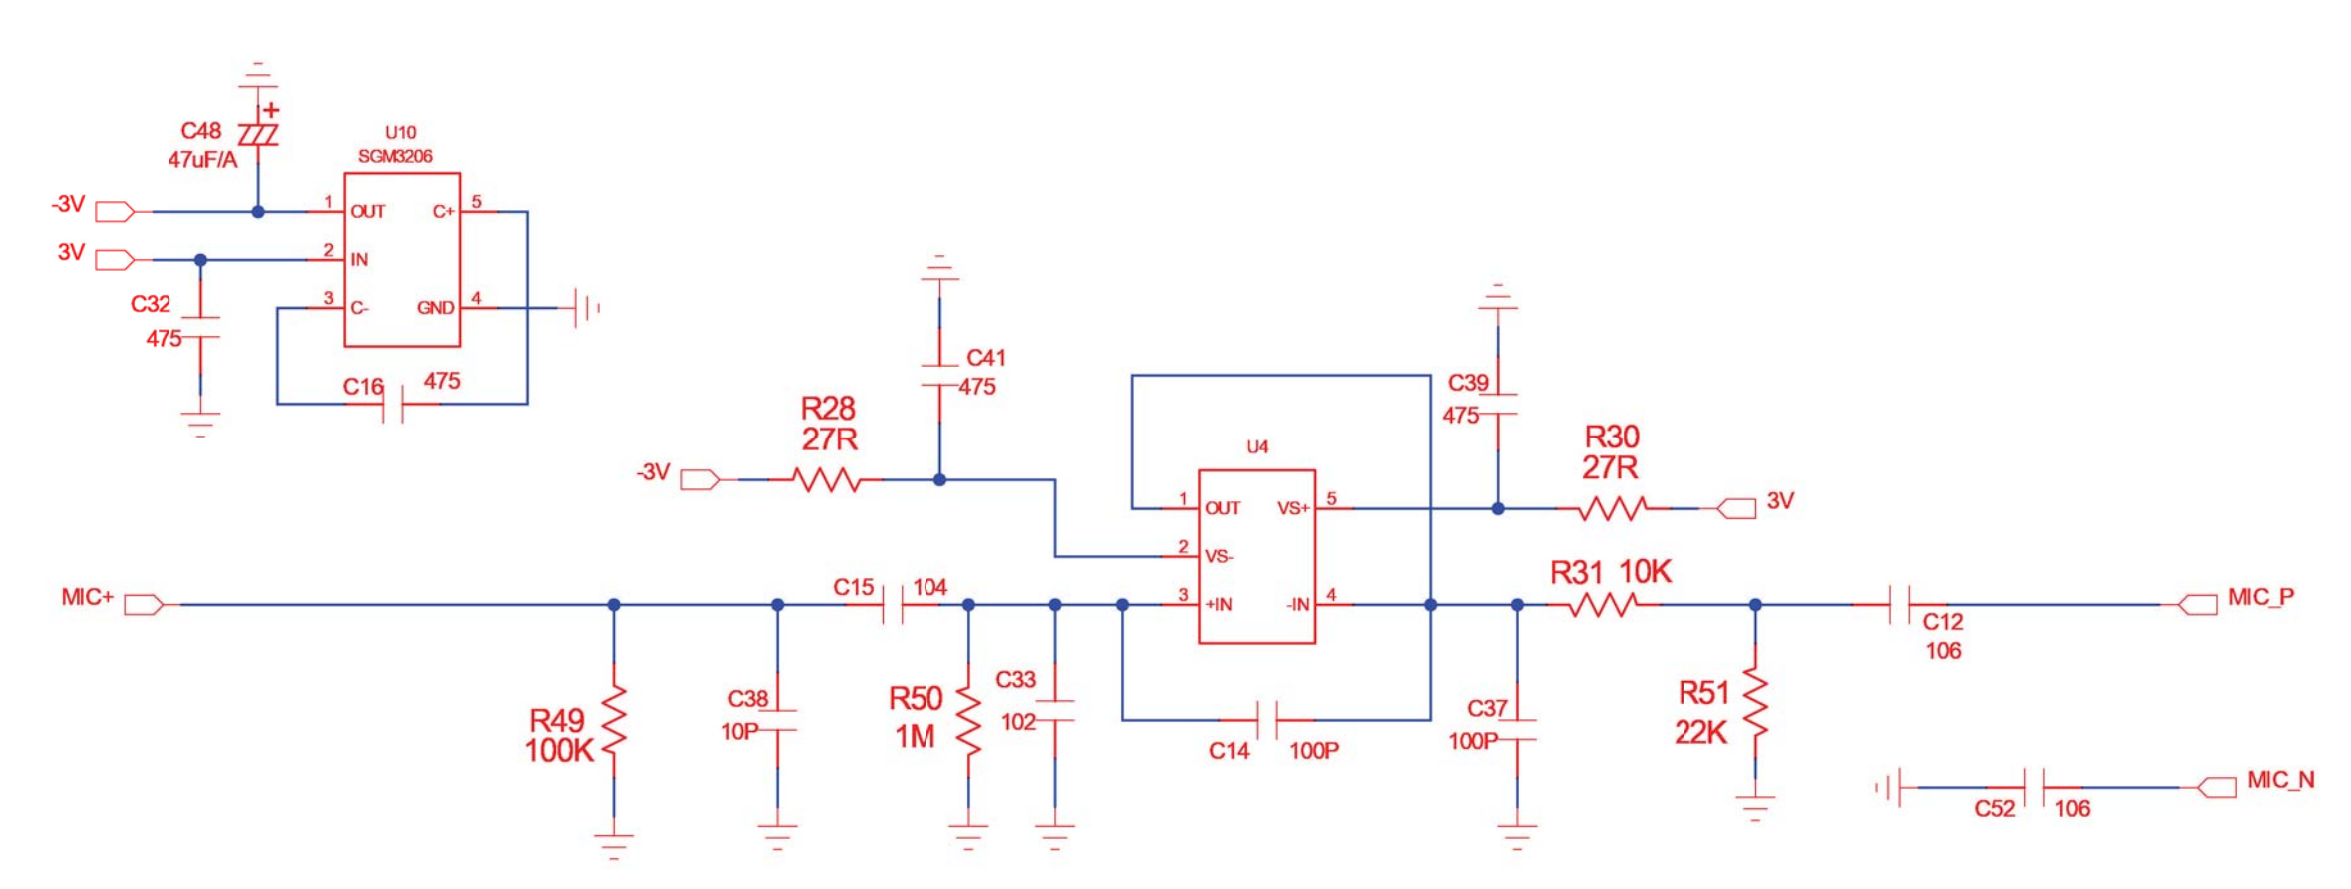 C48
47uF/A
U10
SGM3206
-3V
1
OUT
C+
5
3V
2
IN
C32
475
3
C-
GND
4
C16
475
C41
475
R28
27R
-3V
C39
475
R30
27R
U4
1
OUT
VS+
5
3V
2
VS-
MIC+
C15
104
3
+IN
-IN
4
R31
10K
MIC_P
C12
106
R49
100K
C38
10P
R50
1M
C33
102
C14
100P
C37
100P
R51
22K
C52
106
MIC_N
+